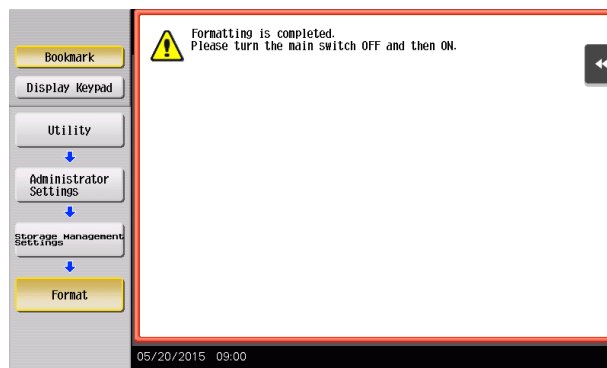 Formatting is completed.
Please turn the main switch OFF and then ON.
Bookmark
Display Keypad
Utility
Administrator
Settings
Storage Management
Settings
Format
05/20/2015 09:00